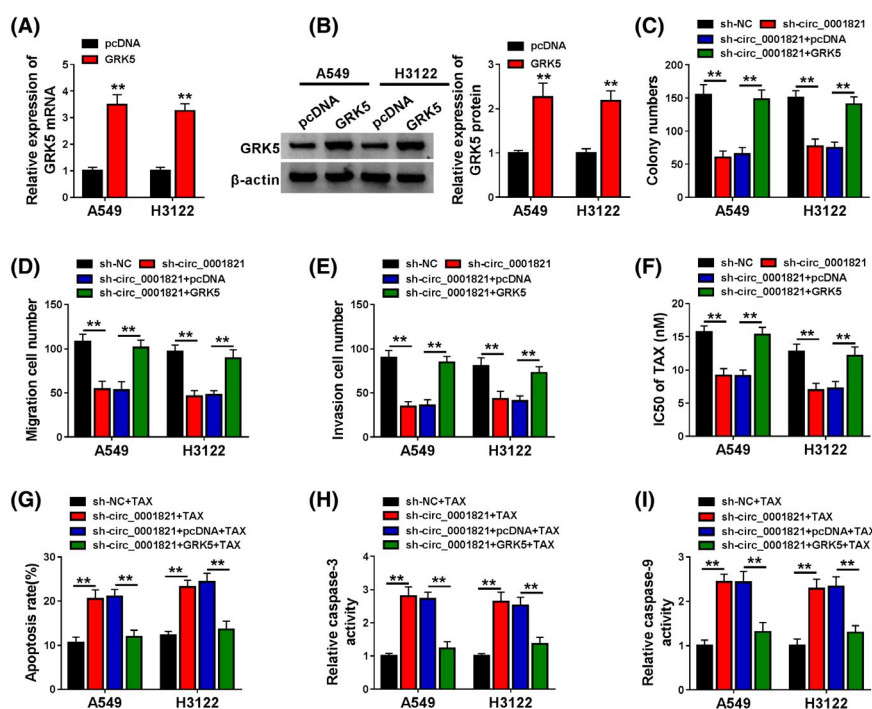 (A)
pcDNA
GRK5
Relative expression of
GRK5 mRNA
5
4
3
2
1
0
**
**
A549
H3122
(B)
A549
H3122
pcDNA
GRK5
pcDNA
GRK5
GRK5
β-actin
pcDNA
GRK5
Relative expression of
GRK5 protein
3
2
1
0
**
**
A549
H3122
(C)
sh-NC
sh-circ_0001821
sh-circ_0001821+pcDNA
sh-circ_0001821+GRK5
Colony numbers
200
150
100
50
0
**
**
**
**
A549
H3122
(D)
sh-NC
sh-circ_0001821
sh-circ_0001821+pcDNA
sh-circ_0001821+GRK5
Migration cell number
150
100
50
0
**
**
**
**
A549
H3122
(E)
sh-NC
sh-circ_0001821
sh-circ_0001821+pcDNA
sh-circ_0001821+GRK5
Invasion cell number
150
100
50
0
**
**
**
**
A549
H3122
(F)
sh-NC
sh-circ_0001821
sh-circ_0001821+pcDNA
sh-circ_0001821+GRK5
IC50 of TAX (nM)
20
15
10
5
0
**
**
**
**
A549
H3122
(G)
sh-NC+TAX
sh-circ_0001821+TAX
sh-circ_0001821+pcDNA+TAX
sh-circ_0001821+GRK5+TAX
Apoptosis rate(%)
30
20
10
0
**
**
**
**
A549
H3122
(H)
sh-NC+TAX
sh-circ_0001821+TAX
sh-circ_0001821+pcDNA+TAX
sh-circ_0001821+GRK5+TAX
Relative caspase-3
activity
4
3
2
1
0
**
**
**
**
A549
H3122
(I)
sh-NC+TAX
sh-circ_0001821+TAX
sh-circ_0001821+pcDNA+TAX
sh-circ_0001821+GRK5+TAX
Relative caspase-9
activity
3
2
1
0
**
**
**
**
A549
H3122